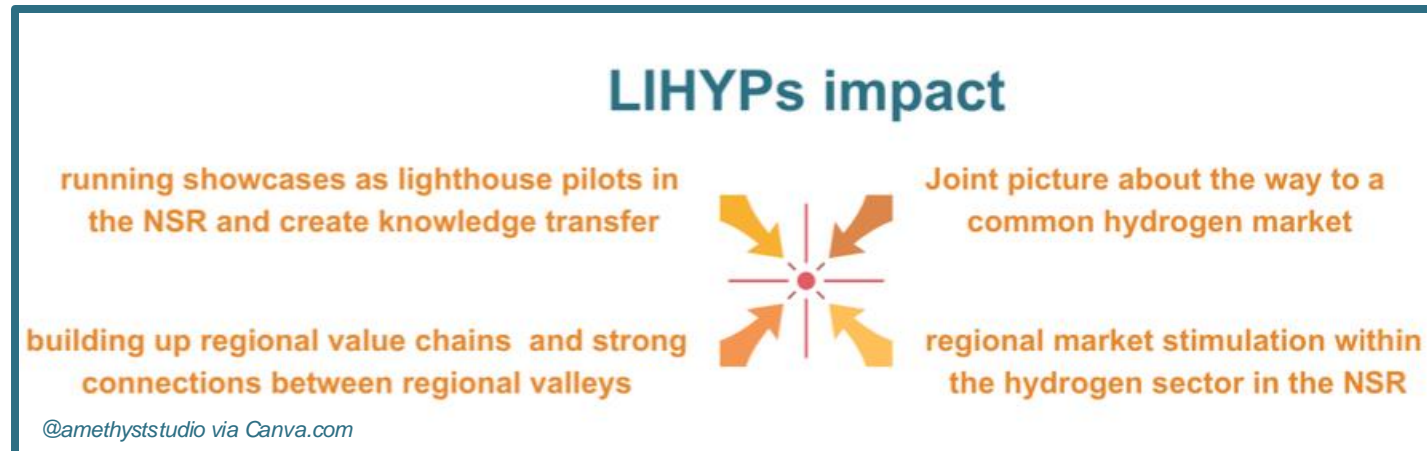 LIHYPs impact
running showcases as lighthouse pilots in
the NSR and create knowledge transfer
Joint picture about the way to a
common hydrogen market
building up regional value chains and strong
connections between regional valleys
regional market stimulation within
the hydrogen sector in the NSR
@amethyststudio via Canva.com